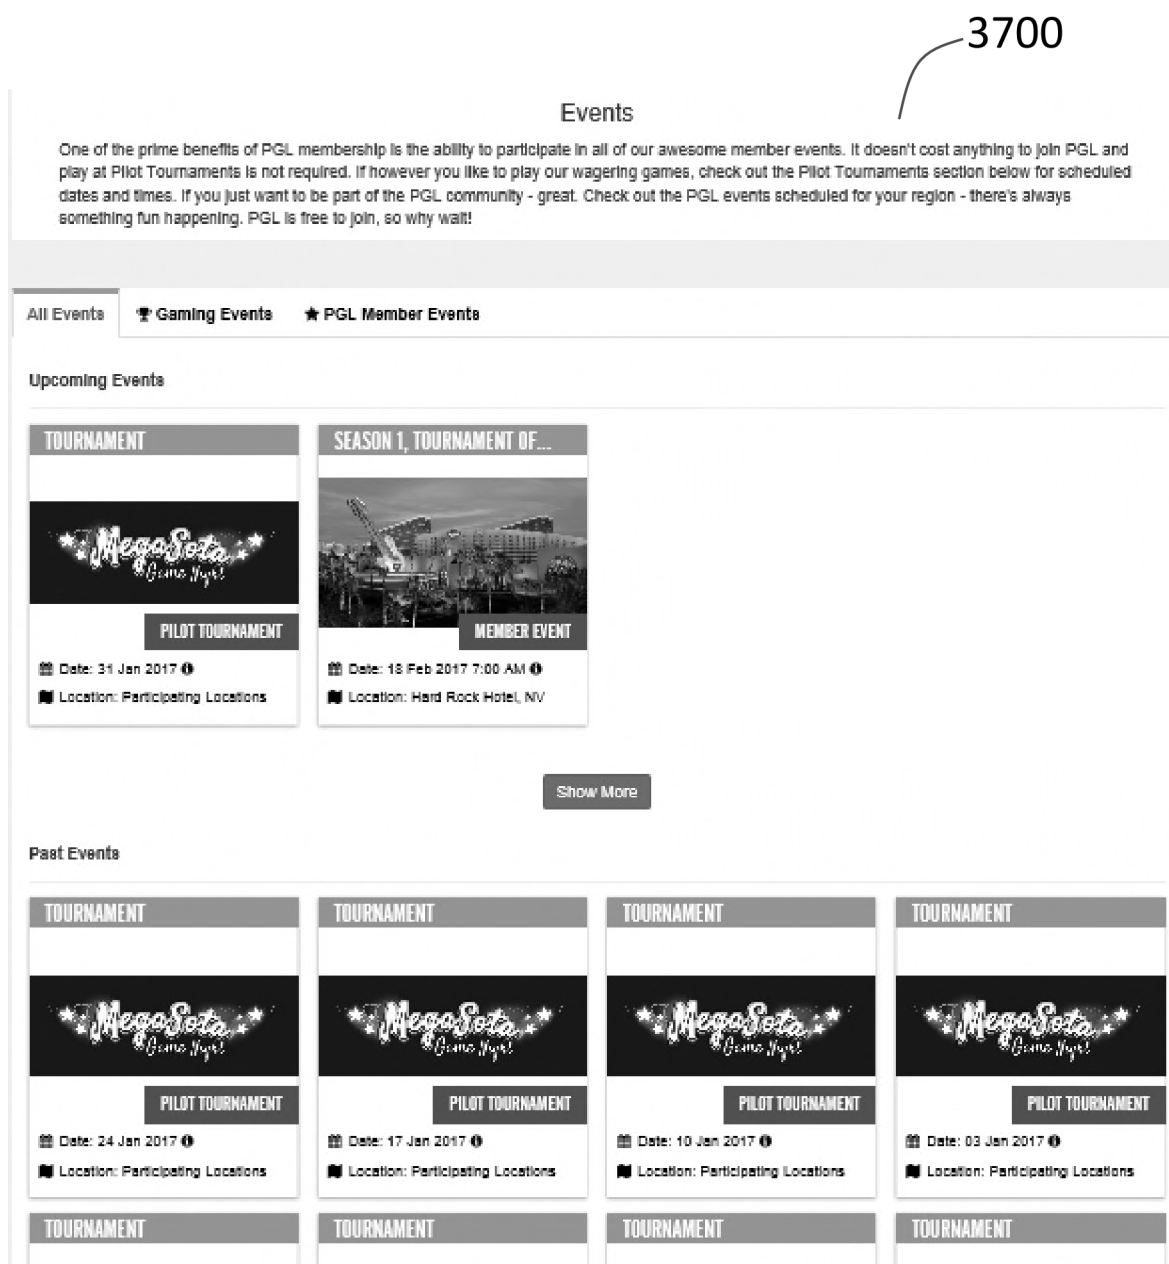 3700
Events
One of the prime benefits of PGL membership is the ability to participate in all of our awesome member events. It doesn't cost anything to join PGL and
play at Pilot Tournaments is not required. If however you like to play our wagering games, check out the Pilot Tournaments section below for scheduled
dates and times. If you just want to be part of the PGL community - great. Check out the PGL events scheduled for your region - there's always
something fun happening. PGL is free to join, so why wait!
All Events Gaming Events PGL Member Events
Upcoming Events
TOURNAMENT SEASON 1, TOURNAMENT OF...
MegaSota
Game
PILOT TOURNAMENT MEMBER EVENT
Date: 31 Jan 2017 Date: 18 Feb 2017 7:00 AM
Location: Participating Locations Location: Hard Rock Hotel, NV
Show More
Past Events
TOURNAMENT TOURNAMENT TOURNAMENT TOURNAMENT
MegaSota MegaSota MegaSota MegaSota
Game Game Game Game
PILOT TOURNAMENT PILOT TOURNAMENT PILOT TOURNAMENT PILOT TOURNAMENT
Date: 24 Jan 2017 Date: 17 Jan 2017 Date: 10 Jan 2017 Date: 03 Jan 2017
Location: Participating Locations Location: Participating Locations Location: Participating Locations Location: Participating Locations
TOURNAMENT TOURNAMENT TOURNAMENT TOURNAMENT